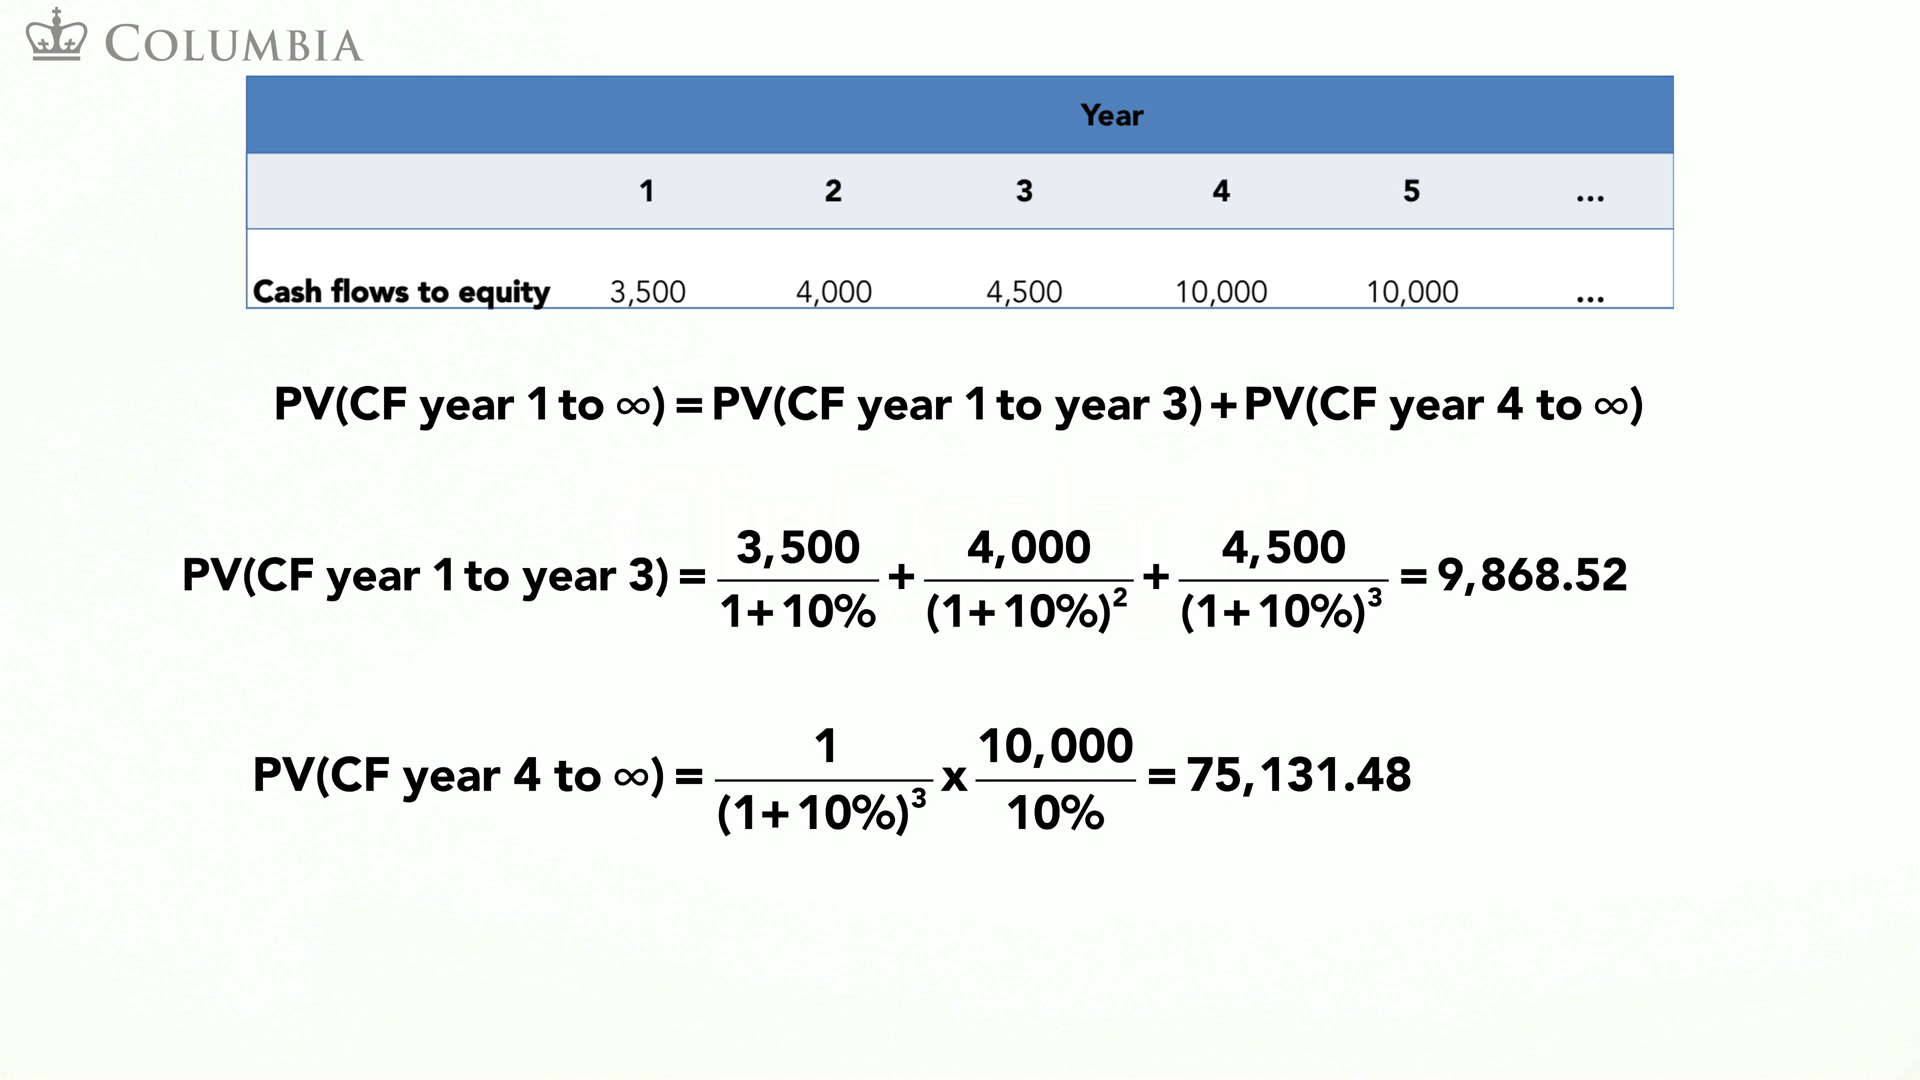 COLUMBIA
Year
1 2 3 4 5 ...
Cash flows to equity 3,500 4,000 4,500 10,000 10,000 ...
PV(CF year 1 to ∞) = PV(CF year 1 to year 3) + PV(CF year 4 to ∞)
PV(CF year 1 to year 3) = 3,500 / 1 + 10% + 4,000 / (1 + 10%)² + 4,500 / (1 + 10%)³ = 9,868.52
PV(CF year 4 to ∞) = 1 / (1 + 10%)³ x 10,000 / 10% = 75,131.48